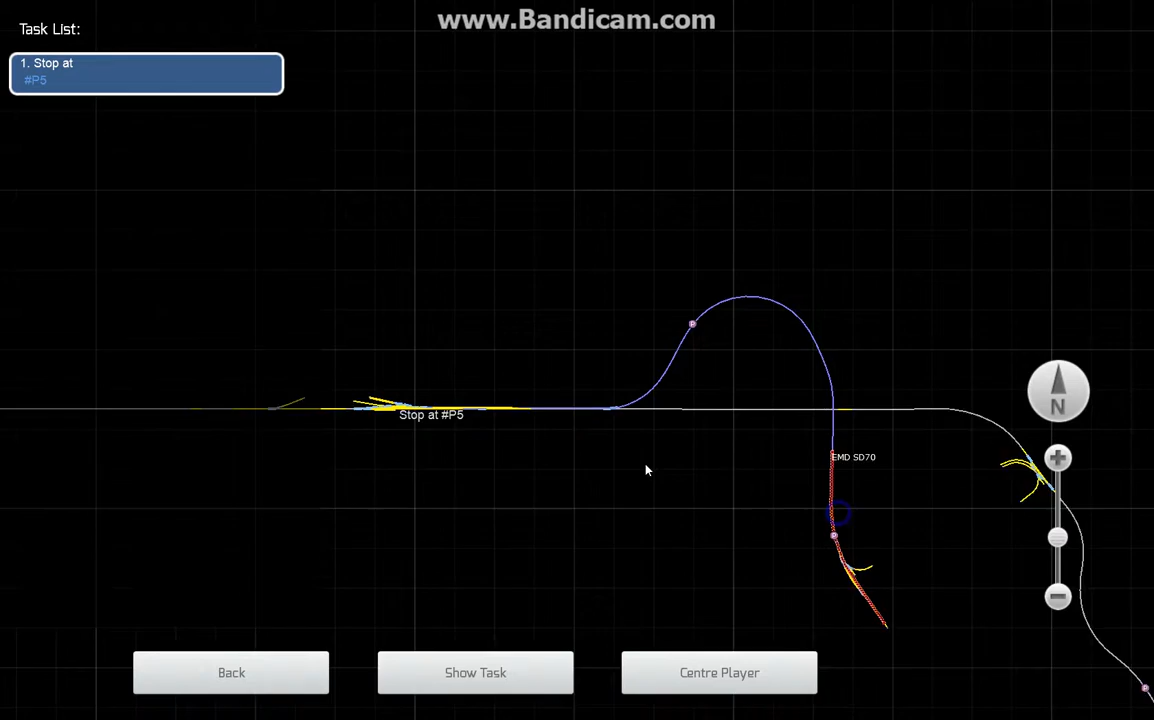 www.Bandicam.com
Task List:
1. Stop at
#P5
P
Stop at #P5
N
EMD SD70
P
P
Back
Show Task
Centre Player